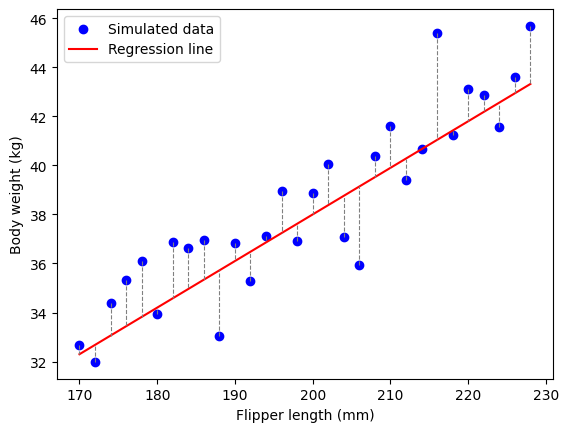 Simulated data
Regression line
46
44
42
40
38
36
34
32
Body weight (kg)
170 180 190 200 210 220 230
Flipper length (mm)